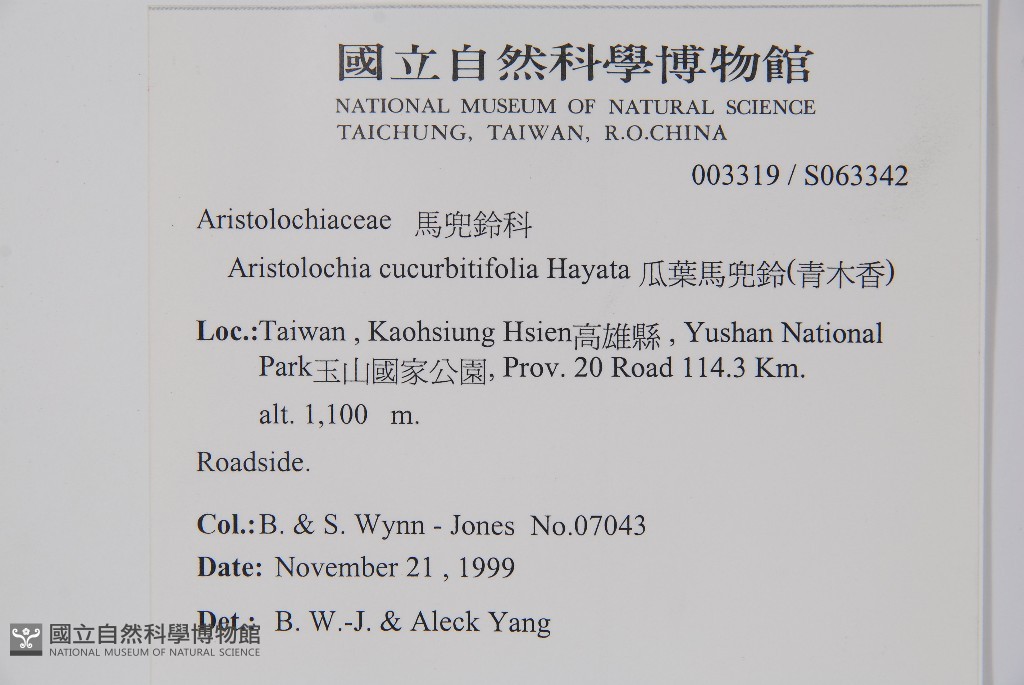 國立自然科學博物館
NATIONAL MUSEUM OF NATURAL SCIENCE
TAICHUNG, TAIWAN, R.O.CHINA
003319 / S063342
Aristolochiaceae 馬兜鈴科
Aristolochia cucurbitifolia Hayata 瓜葉馬兜鈴(青木香)
Loc.:Taiwan , Kaohsiung Hsien高雄縣 , Yushan National
Park玉山國家公園, Prov. 20 Road 114.3 Km.
alt. 1,100 m.
Roadside.
Col.:B. & S. Wynn - Jones No.07043
Date: November 21 , 1999
Det.: B. W.-J. & Aleck Yang
國立自然科學博物館
NATIONAL MUSEUM OF NATURAL SCIENCE